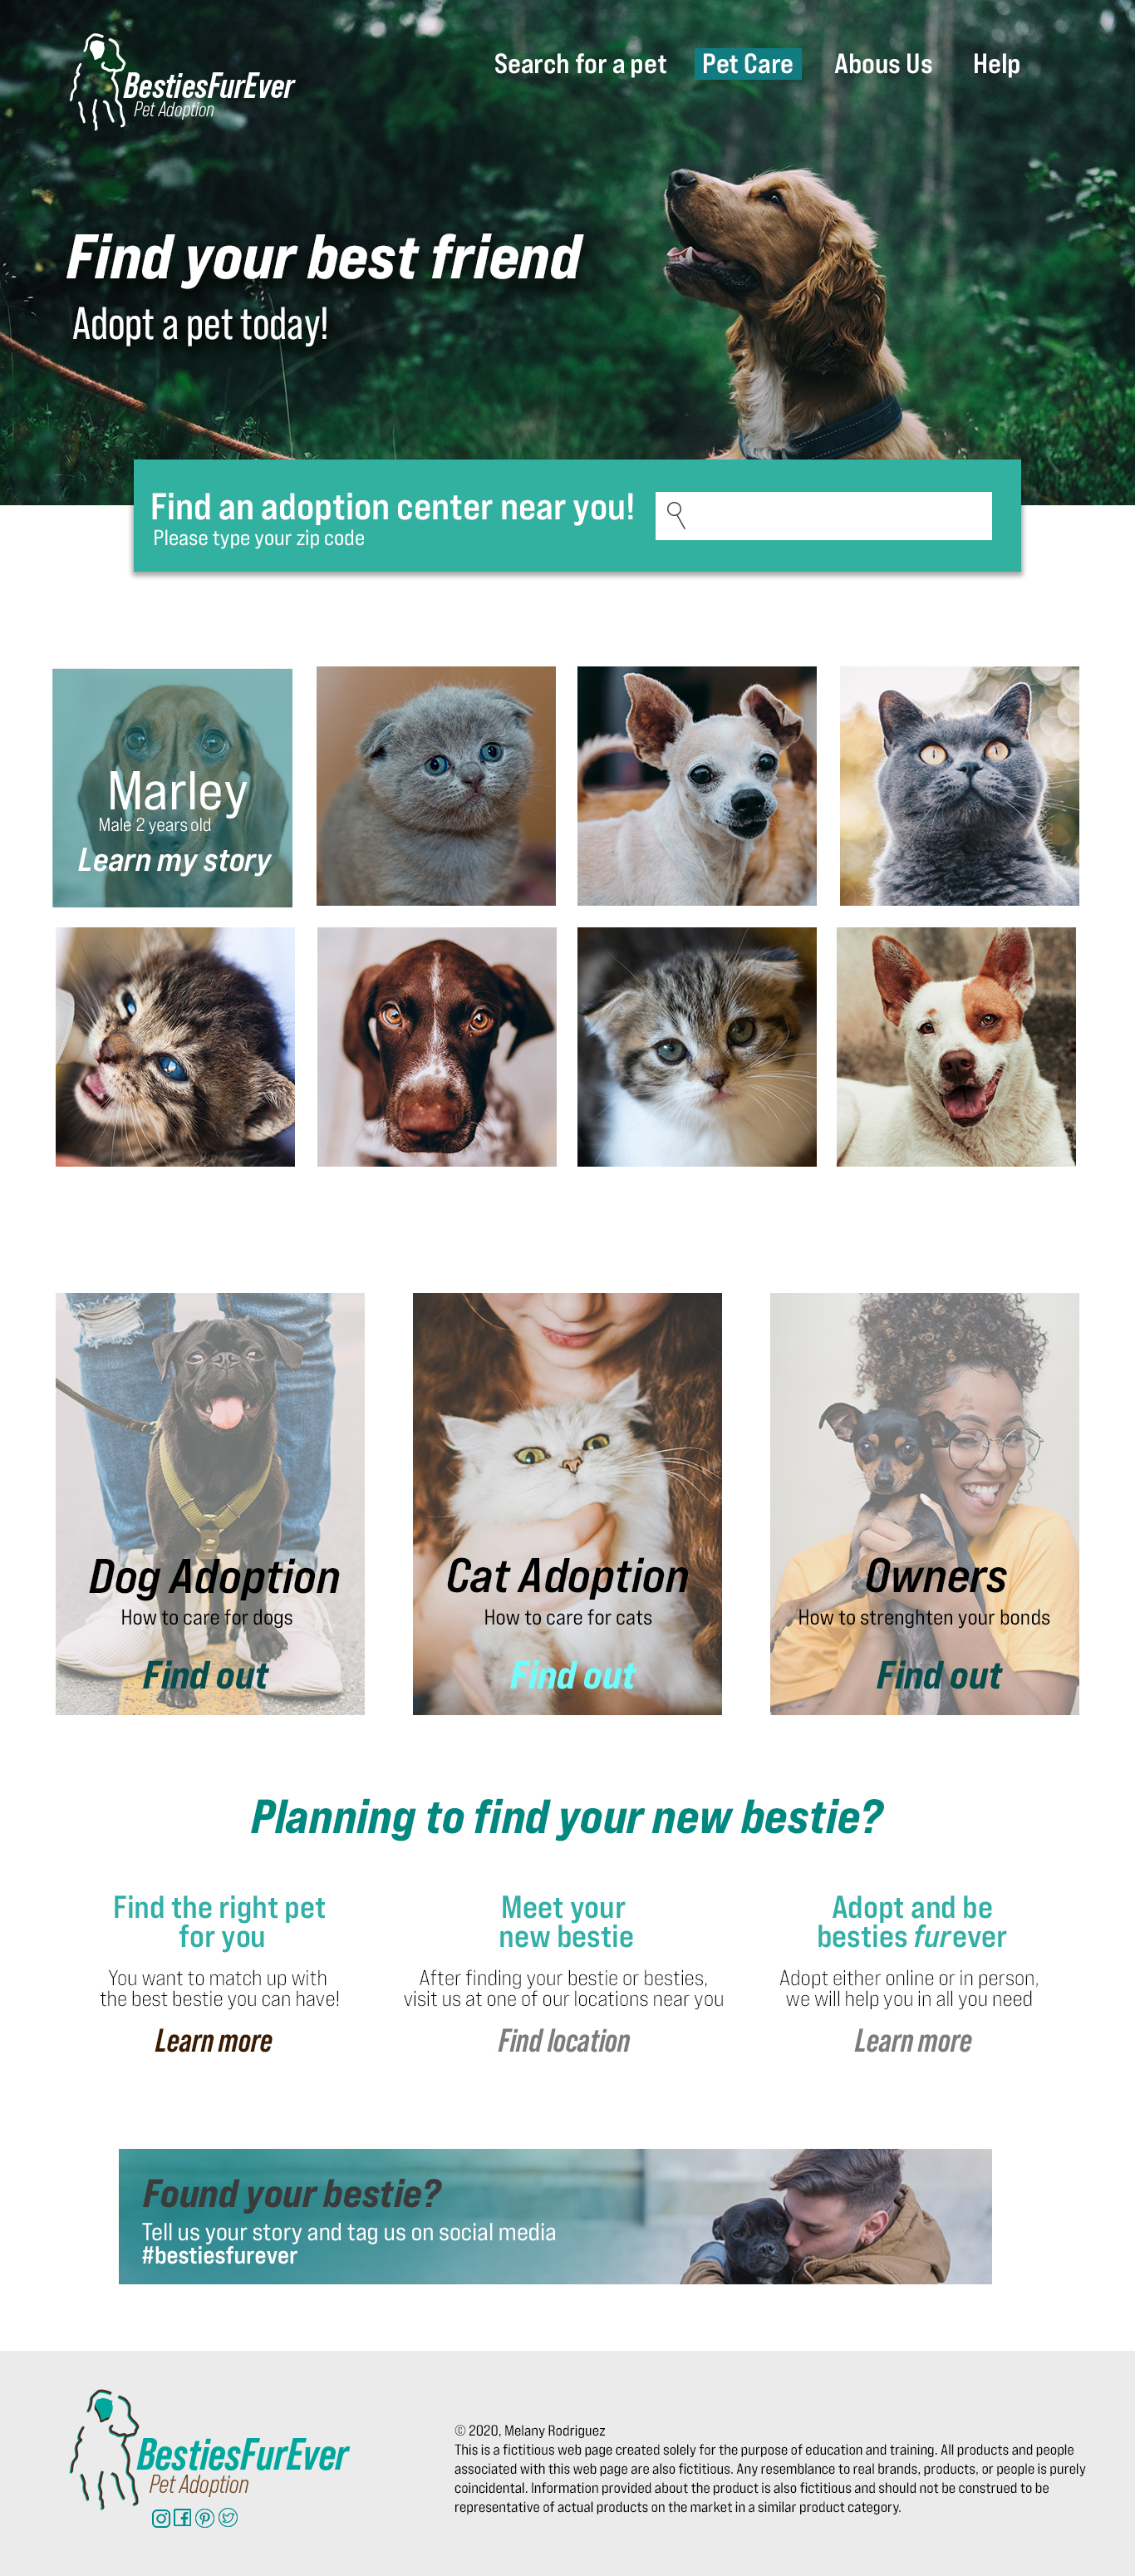 BestiesFurEver
Pet Adoption
Search for a pet Pet Care Abous Us Help
Find your best friend
Adopt a pet today!
Find an adoption center near you!
Please type your zip code
Marley
Male 2 years old
Learn my story
Dog Adoption
How to care for dogs
Find out
Cat Adoption
How to care for cats
Find out
Owners
How to strenghten your bonds
Find out
Planning to find your new bestie?
Find the right pet
for you
You want to match up with
the best bestie you can have!
Learn more
Meet your
new bestie
After finding your bestie or besties,
visit us at one of our locations near you
Find location
Adopt and be
besties furever
Adopt either online or in person,
we will help you in all you need
Learn more
Found your bestie?
Tell us your story and tag us on social media
#bestiesfurever
BestiesFurEver
Pet Adoption
© 2020, Melany Rodriguez
This is a fictitious web page created solely for the purpose of education and training. All products and people
associated with this web page are also fictitious. Any resemblance to real brands, products, or people is purely
coincidental. Information provided about the product is also fictitious and should not be construed to be
representative of actual products on the market in a similar product category.